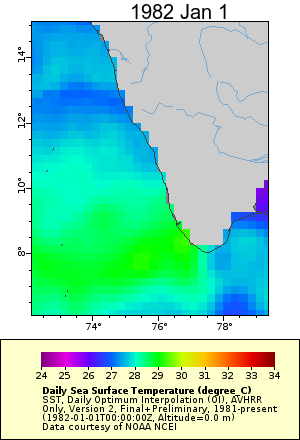 1982 Jan 1
14°
12°
10°
8°
74° 76° 78°
24 25 26 27 28 29 30 31 32 33 34
Daily Sea Surface Temperature (degree_C)
SST, Daily Optimum Interpolation (OI), AVHRR
Only, Version 2, Final+Preliminary, 1981-present
(1982-01-01T00:00:00Z, Altitude=0.0 m)
Data courtesy of NOAA NCEI